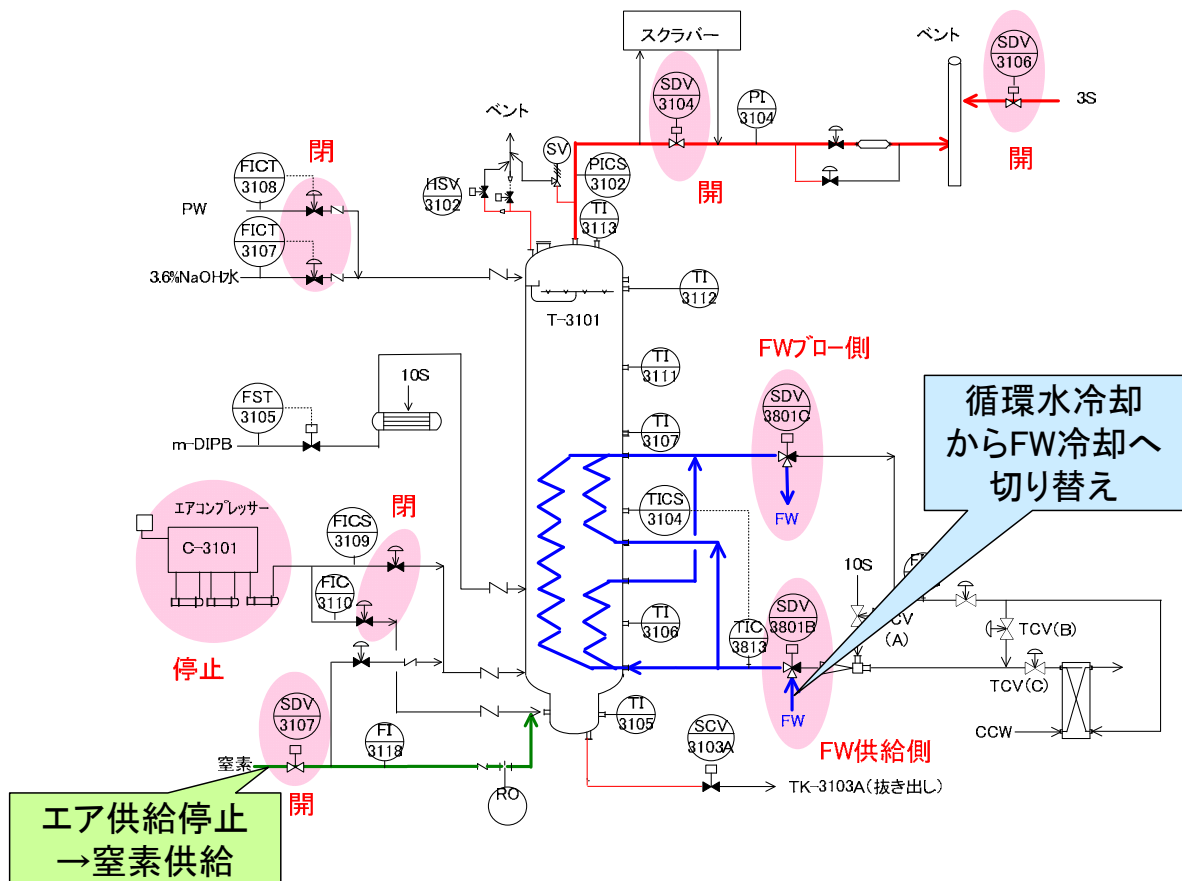 スクラバー
ベント
SDV
3106
3S
開
SDV
3104
PI
3104
開
ベント
SV
PICS
3102
HSV
3102
TI
3113
閉
FICT
3108
PW
FICT
3107
3.6%NaOH水
TI
3112
T-3101
TI
3111
FWブロー側
SDV
3801C
10S
FST
3105
m-DIPB
TI
3107
循環水冷却
からFW冷却へ
切り替え
FW
TICS
3104
エアコンプレッサー
C-3101
停止
閉
FICS
3109
FIC
3110
TI
3106
TIC
3813
SDV
3801B
10S
(A)
TCV(B)
TCV(C)
CCW
FW
FW供給側
SDV
3107
FI
3118
TI
3105
SCV
3103A
窒素
開
RO
TK-3103A(抜き出し)
エア供給停止
→窒素供給